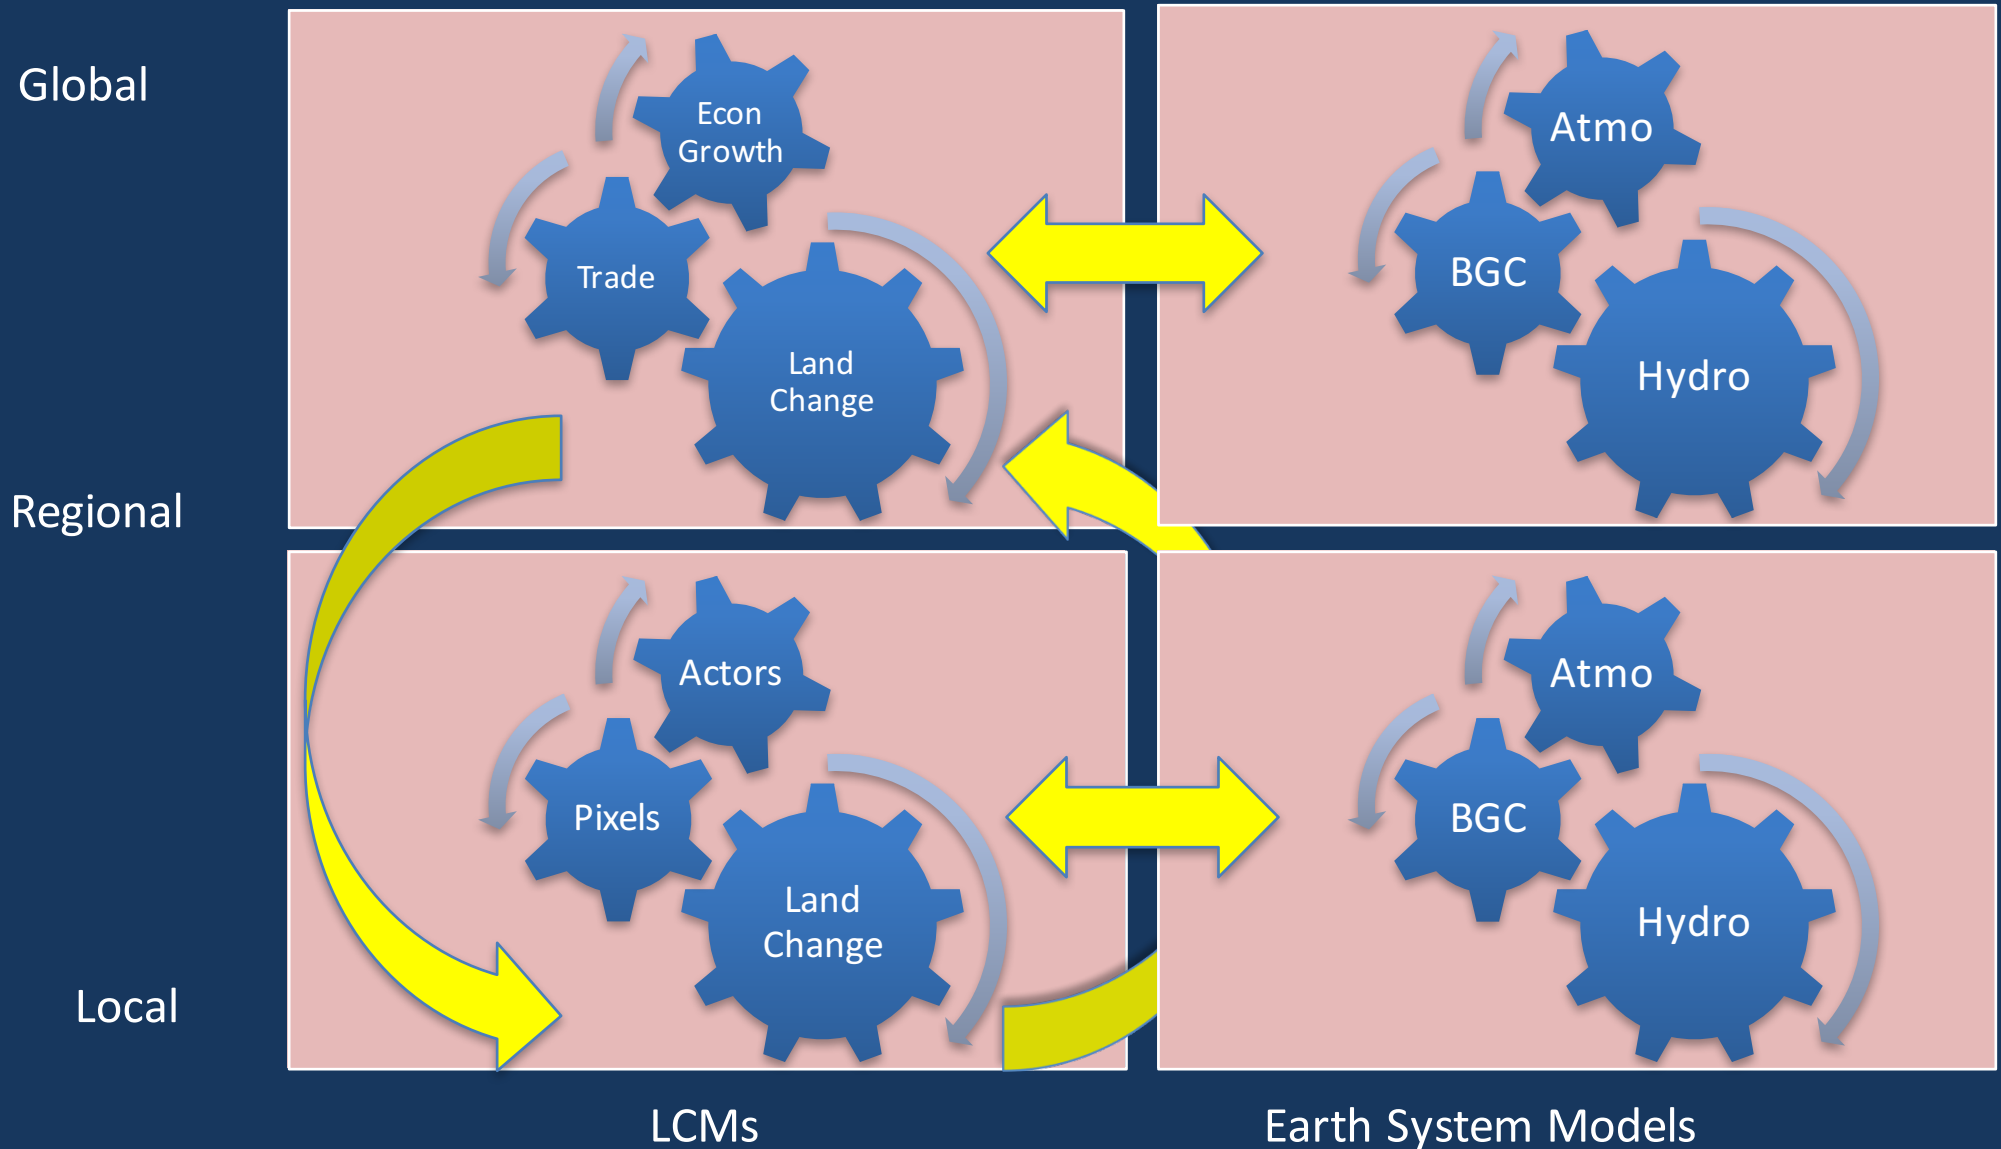 Global
Econ
Growth
Trade
Land
Change
Atmo
BGC
Hydro
Regional
Actors
Pixels
Land
Change
Atmo
BGC
Hydro
Local
LCMs
Earth System Models